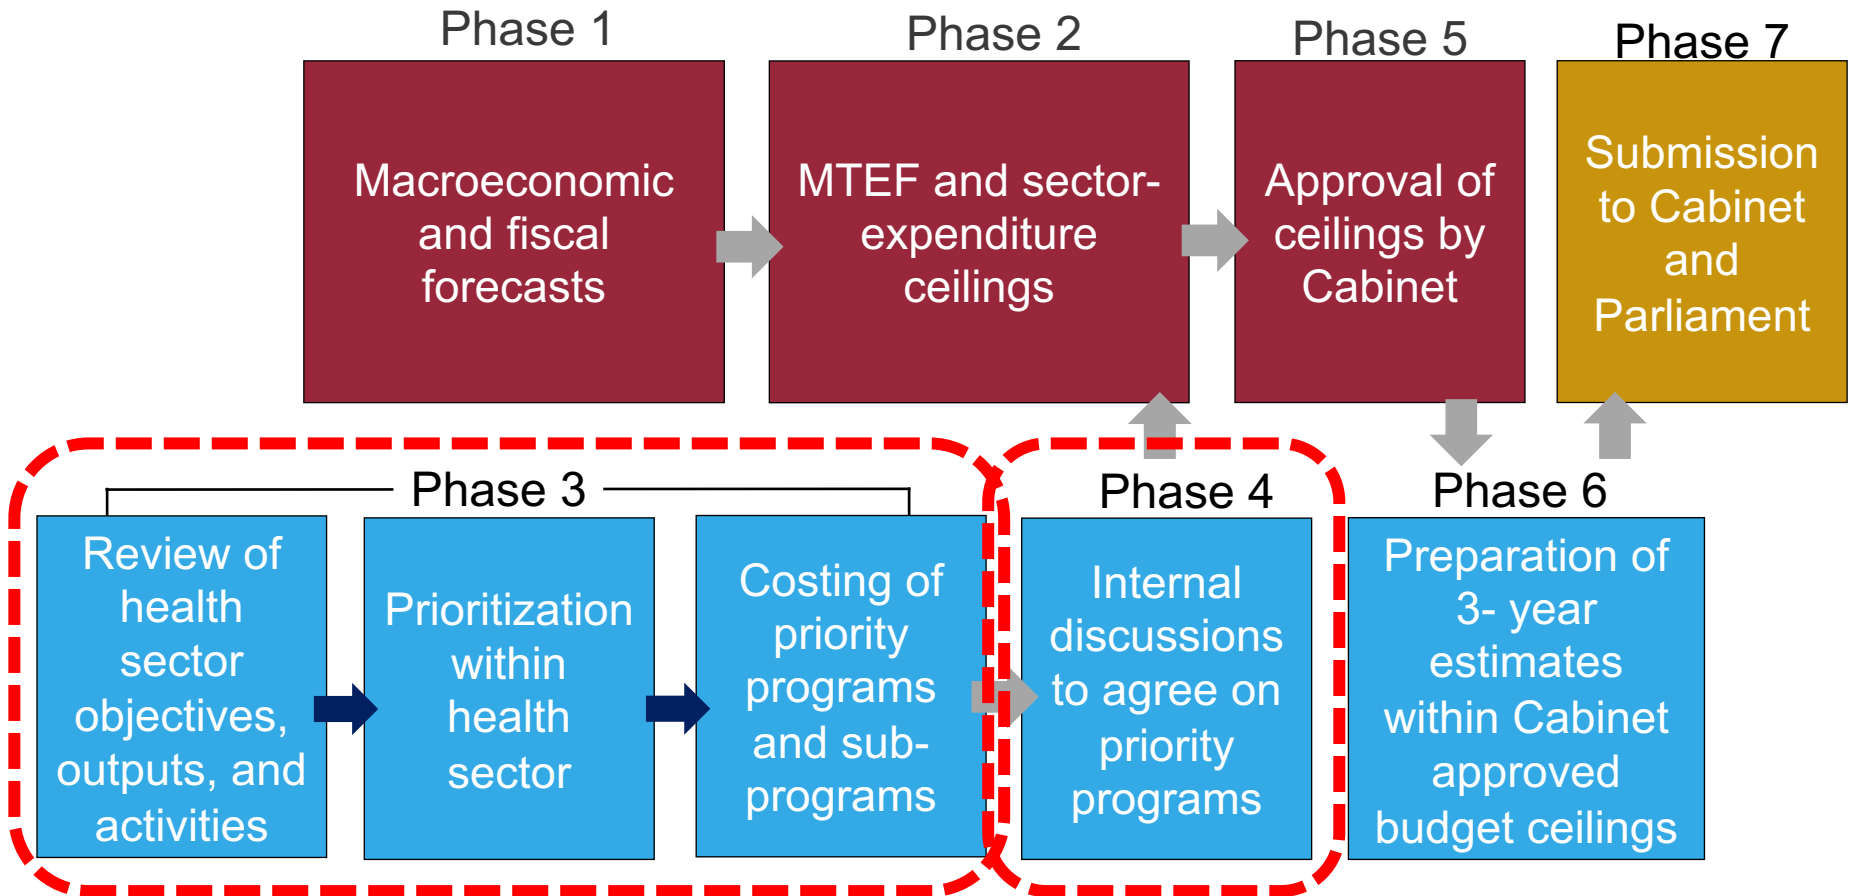 Phase 1
Macroeconomic
and fiscal
forecasts
Phase 2
MTEF and sector-
expenditure
ceilings
Phase 5
Approval of
ceilings by
Cabinet
Phase 7
Submission
to Cabinet
and
Parliament
Phase 3
Review of
health
sector
objectives,
outputs, and
activities
Prioritization
within
health
sector
Costing of
priority
programs
and sub-
programs
Phase 4
Internal
discussions
to agree on
priority
programs
Phase 6
Preparation of
3- year
estimates
within Cabinet
approved
budget ceilings